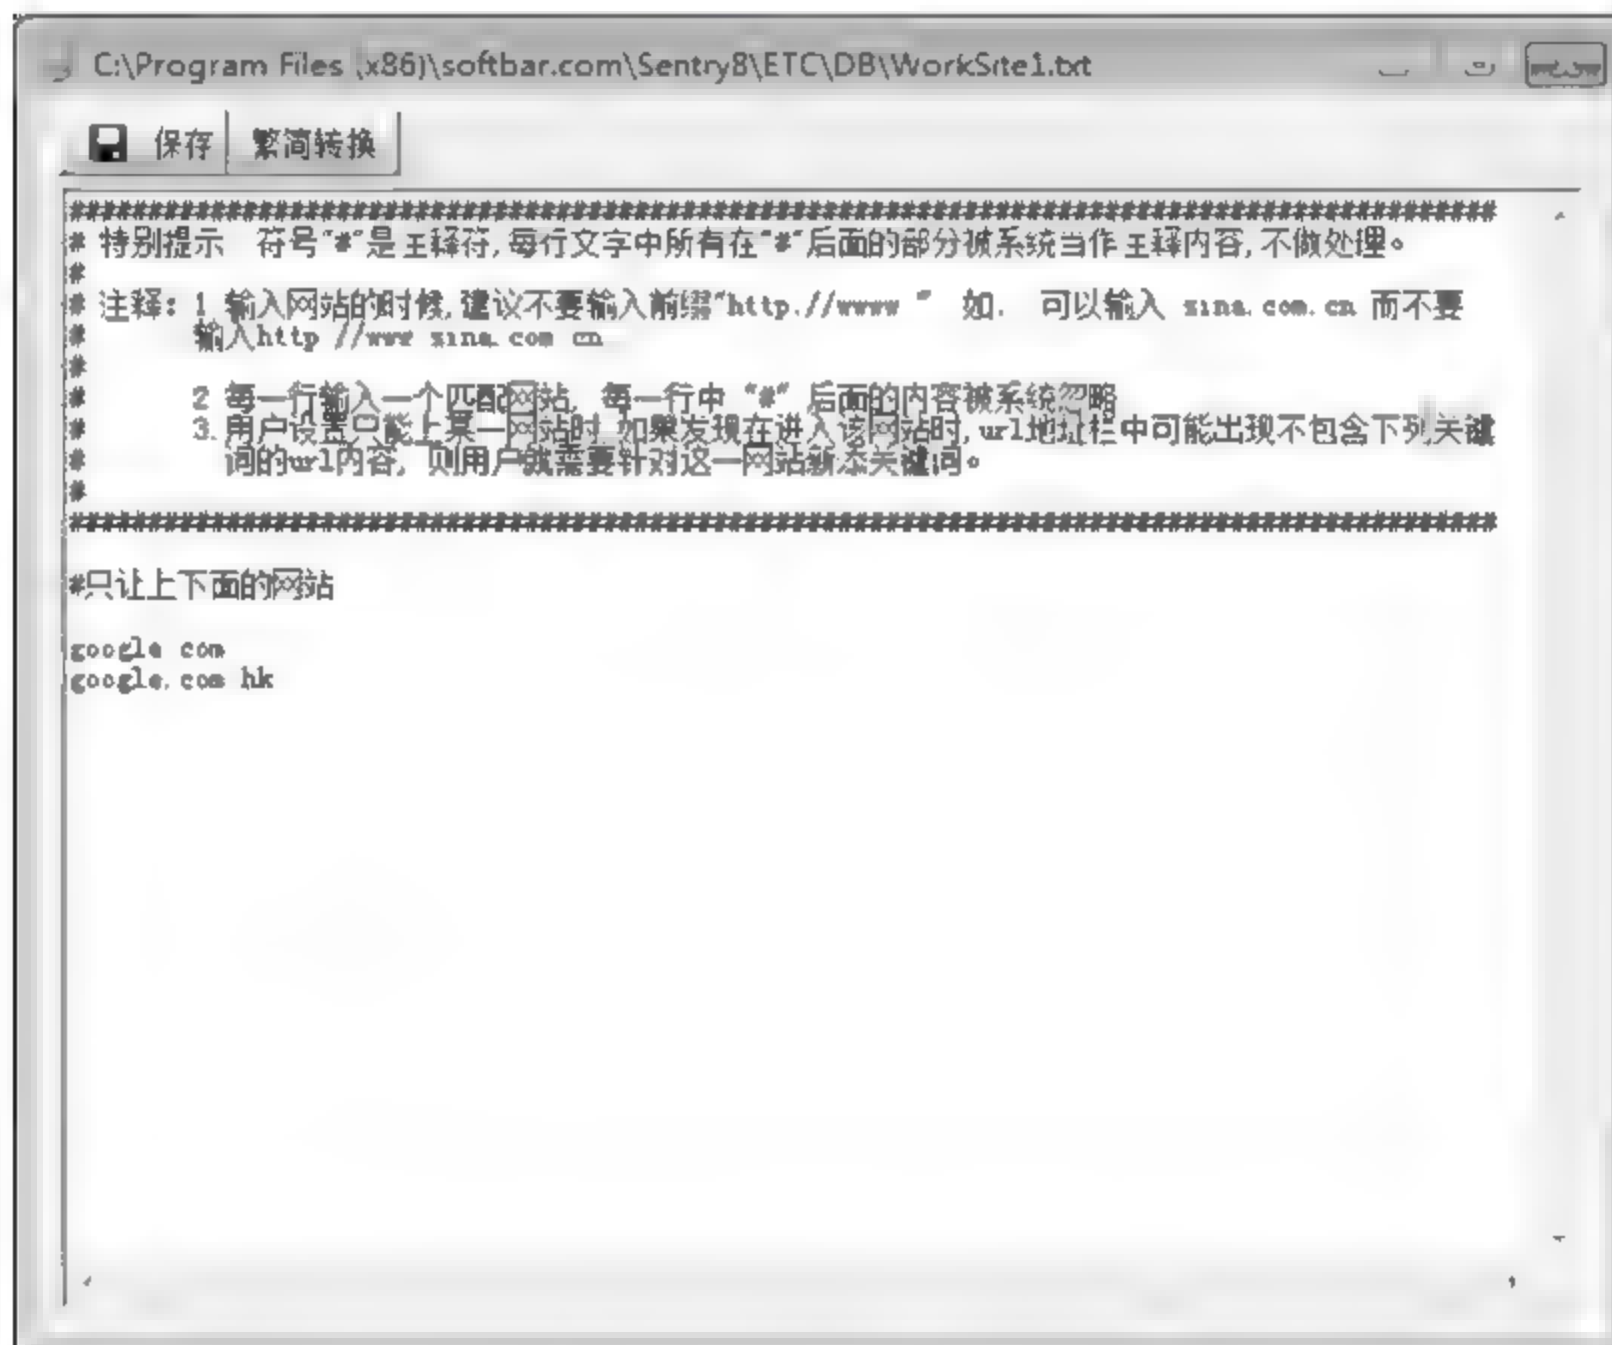 C:\Program Files (x86)\softbar.com\Sentry8\ETC\DB\WorkSite1.txt
保存 繁简转换
##########################################################################################
# 特别提示 符号"#"是注释符,每行文字中所有在"#"后面的部分被系统当作注释内容,不做处理。
#
# 注释: 1 输入网站的时候,建议不要输入前缀"http.//wwww " 如. 可以输入 sina.com.cn 而不要
# 输入http //www sina.com cn
#
# 2 每一行输入一个匹配网站, 每一行中 "#" 后面的内容被系统忽略
# 3.用户设置只能上某一网站时,如果发现在进入该网站时,url地址栏中可能出现不包含下列关键
# 词的url内容, 则用户就需要针对这一网站新添关键词。
#
##########################################################################################
#只让上下面的网站
google com
google.com hk